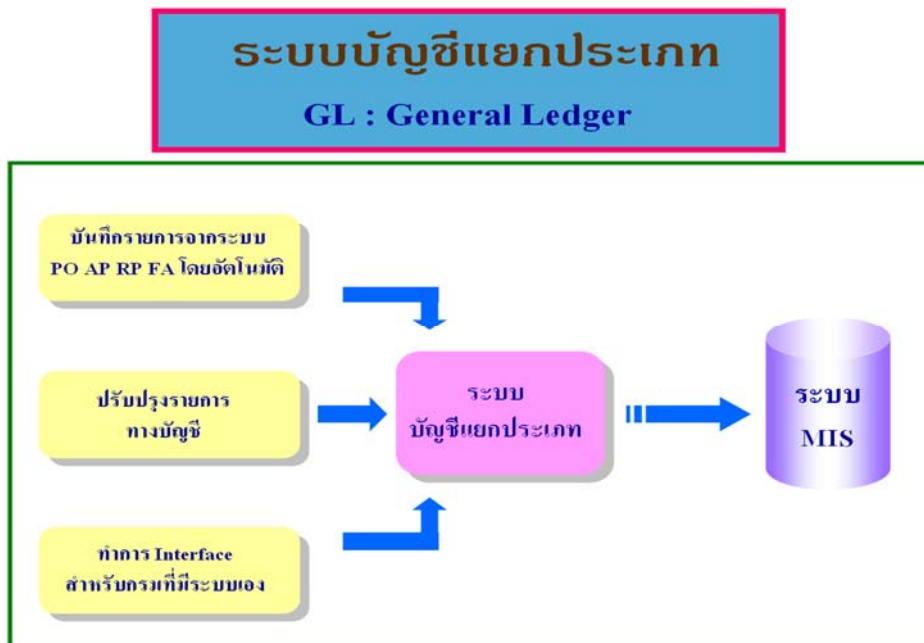 ระบบบัญชีแยกประเภท
GL : General Ledger
บันทึกรายการจากระบบ
PO AP RP FA โดยอัตโนมัติ
ปรับปรุงรายการ
ทางบัญชี
ทำการ Interface
สำหรับกรมที่มีระบบเอง
ระบบ
บัญชีแยกประเภท
ระบบ
MIS